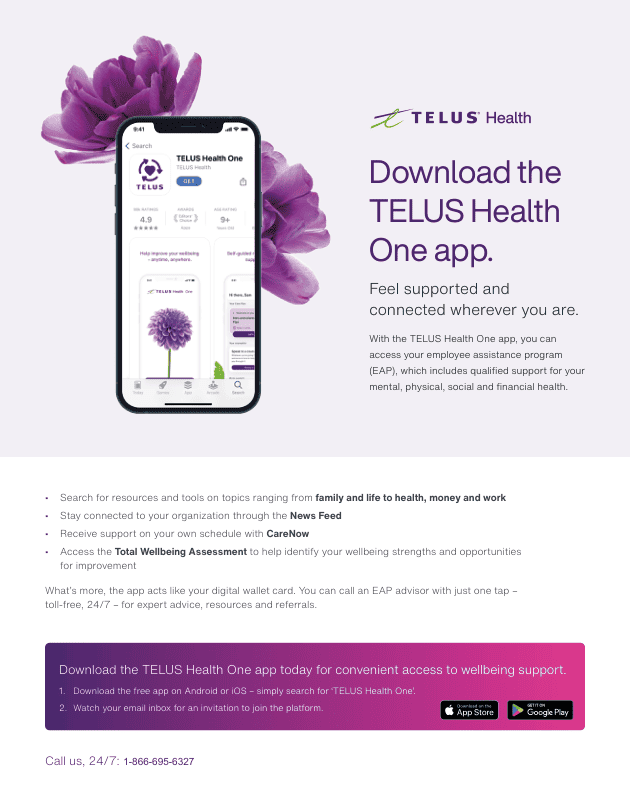 9:41
Search
TELUS Health One
TELUS Health
GET
TELUS
4.9
9+
Help improve your wellbeing
– anytime, anywhere.
Self-guided
TELUS Health One
Search
TELUS® Health
Download the
TELUS Health
One app.
Feel supported and
connected wherever you are.
With the TELUS Health One app, you can
access your employee assistance program
(EAP), which includes qualified support for your
mental, physical, social and financial health.
• Search for resources and tools on topics ranging from family and life to health, money and work
• Stay connected to your organization through the News Feed
• Receive support on your own schedule with CareNow
• Access the Total Wellbeing Assessment to help identify your wellbeing strengths and opportunities
for improvement
What's more, the app acts like your digital wallet card. You can call an EAP advisor with just one tap –
toll-free, 24/7 – for expert advice, resources and referrals.
Download the TELUS Health One app today for convenient access to wellbeing support.
1. Download the free app on Android or iOS – simply search for 'TELUS Health One'.
2. Watch your email inbox for an invitation to join the platform.
Download on the
App Store
GET IT ON
Google Play
Call us, 24/7: 1-866-695-6327